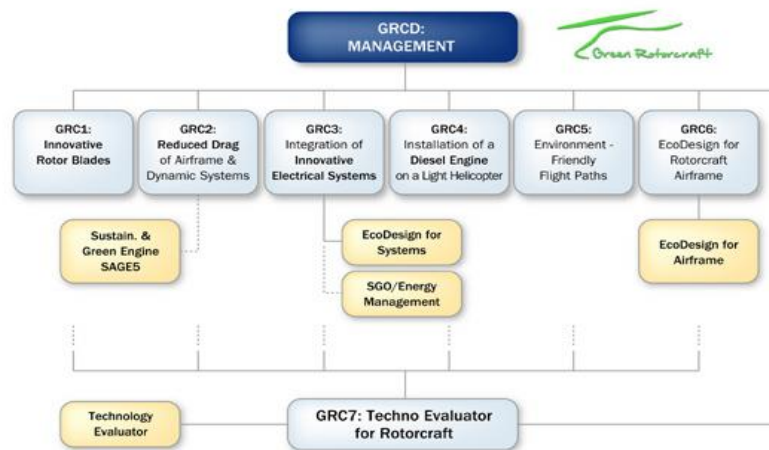 GRCD:
MANAGEMENT
Green Rotorcraft
GRC1:
Innovative
Rotor Blades
GRC2:
Reduced Drag
of Airframe &
Dynamic Systems
GRC3:
Integration of
Innovative
Electrical Systems
GRC4:
Installation of a
Diesel Engine
on a Light Helicopter
GRC5:
Environment -
Friendly
Flight Paths
GRC6:
EcoDesign for
Rotorcraft
Airframe
Sustain. &
Green Engine
SAGE5
EcoDesign for
Systems
SGO/Energy
Management
EcoDesign for
Airframe
Technology
Evaluator
GRC7: Techno Evaluator
for Rotorcraft